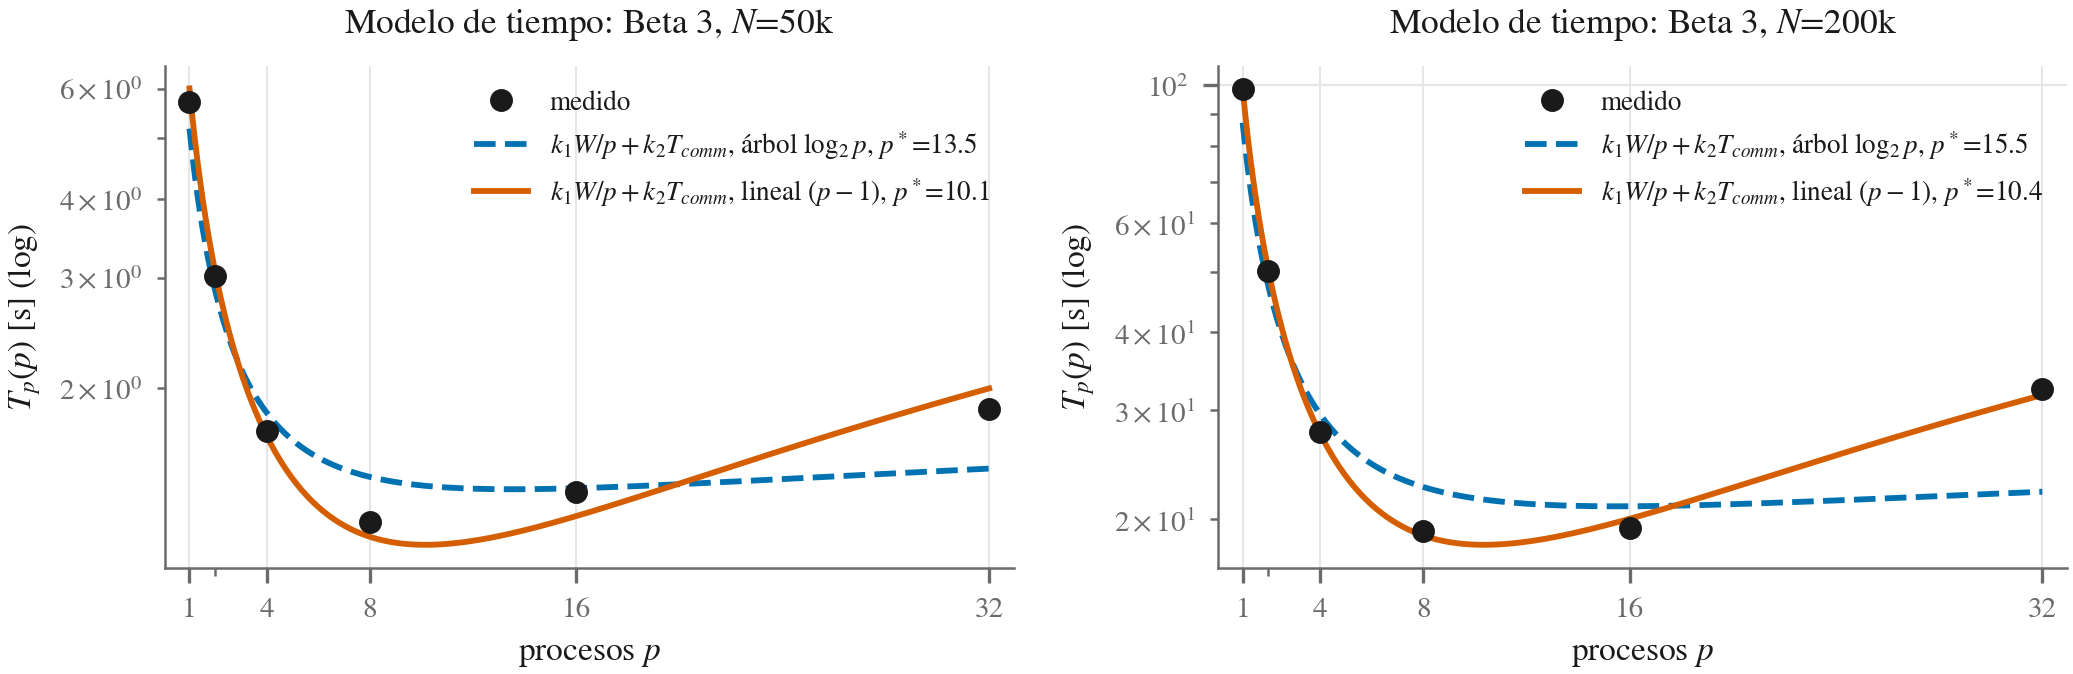 Modelo de tiempo: Beta 3, N=50k
6×10⁰
4×10⁰
3×10⁰
2×10⁰
Tₚ(p) [s] (log)
medido
k₁W/p + k₂T_comm, árbol log₂ p, p*=13.5
k₁W/p + k₂T_comm, lineal (p − 1), p*=10.1
1
4
8
16
32
procesos p
Modelo de tiempo: Beta 3, N=200k
10²
6×10¹
4×10¹
3×10¹
2×10¹
Tₚ(p) [s] (log)
medido
k₁W/p + k₂T_comm, árbol log₂ p, p*=15.5
k₁W/p + k₂T_comm, lineal (p − 1), p*=10.4
1
4
8
16
32
procesos p